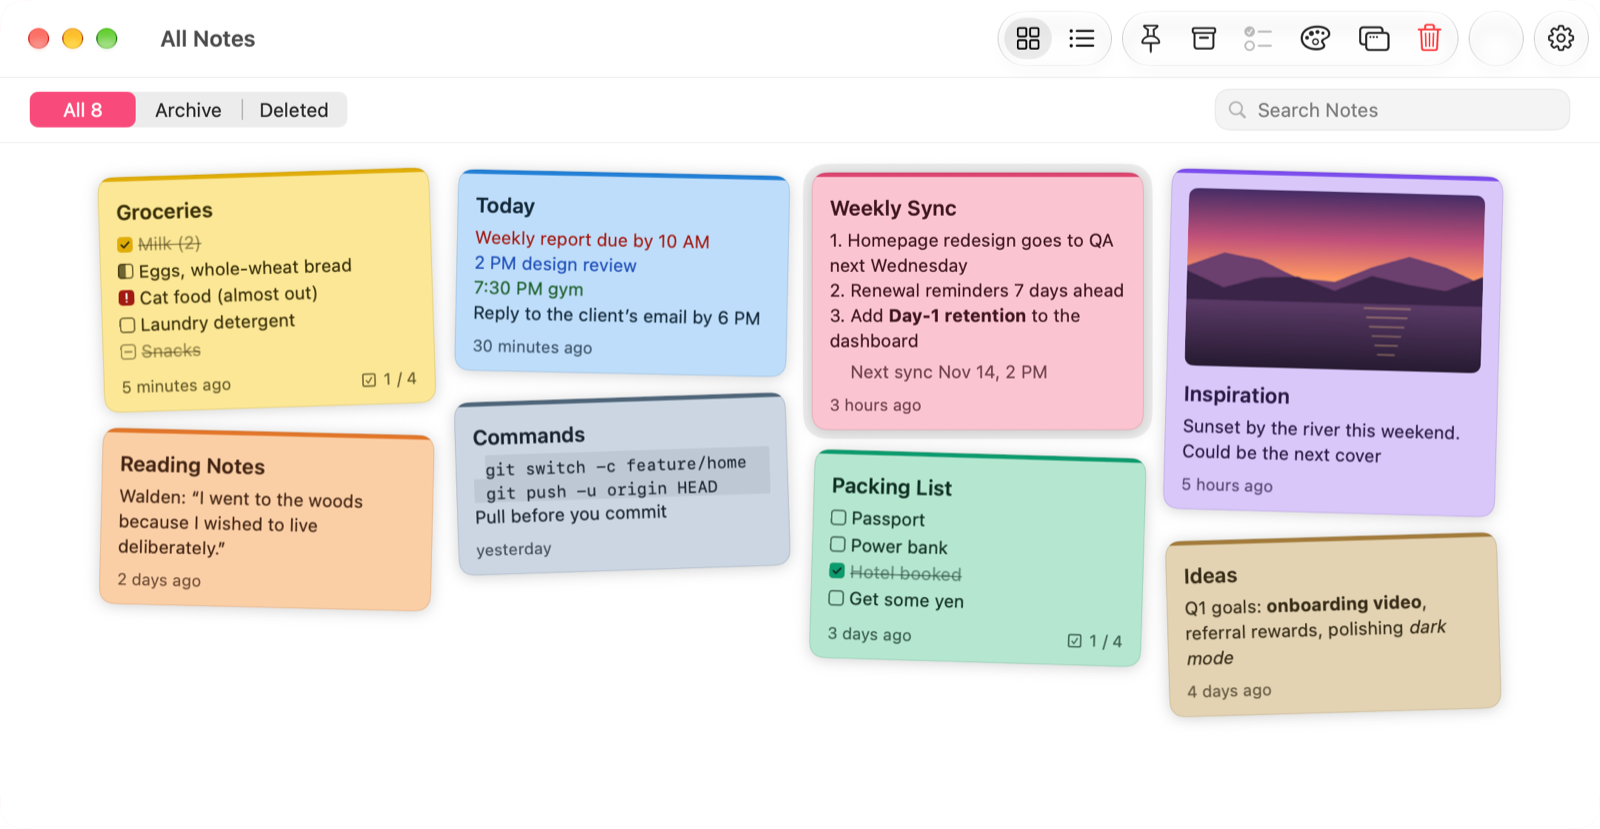 All Notes
All 8
Archive
Deleted
Search Notes
Groceries
Milk (2)
Eggs, whole-wheat bread
Cat food (almost out)
Laundry detergent
Snacks
5 minutes ago
1 / 4
Reading Notes
Walden: “I went to the woods
because I wished to live
deliberately.”
2 days ago
Today
Weekly report due by 10 AM
2 PM design review
7:30 PM gym
Reply to the client’s email by 6 PM
30 minutes ago
Commands
git switch –c feature/home
git push –u origin HEAD
Pull before you commit
yesterday
Weekly Sync
1. Homepage redesign goes to QA
next Wednesday
2. Renewal reminders 7 days ahead
3. Add Day-1 retention to the
dashboard
Next sync Nov 14, 2 PM
3 hours ago
Packing List
Passport
Power bank
Hotel booked
Get some yen
3 days ago
1 / 4
Inspiration
Sunset by the river this weekend.
Could be the next cover
5 hours ago
Ideas
Q1 goals: onboarding video,
referral rewards, polishing dark
mode
4 days ago